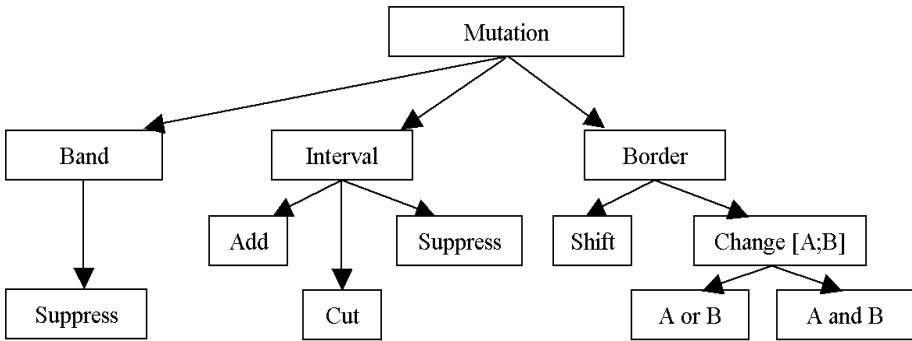 Mutation
Band
Interval
Border
Add
Suppress
Shift
Change [A;B]
Suppress
Cut
A or B
A and B